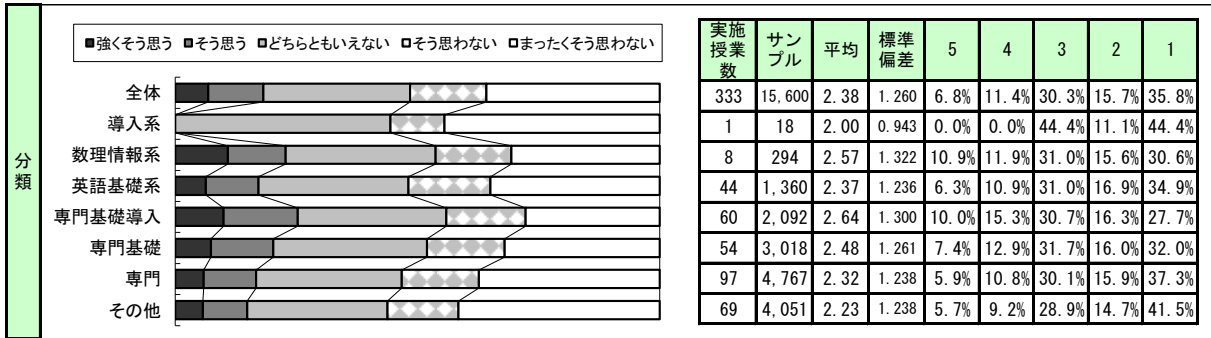 分類
■強くそう思う ■そう思う ■どちらともいえない □そう思わない □まったくそう思わない
全体
導入系
数理情報系
英語基礎系
専門基礎導入
専門基礎
専門
その他
実施授業数 サンプル 平均 標準偏差 5 4 3 2 1
333 15,600 2.38 1.260 6.8% 11.4% 30.3% 15.7% 35.8%
1 18 2.00 0.943 0.0% 0.0% 44.4% 11.1% 44.4%
8 294 2.57 1.322 10.9% 11.9% 31.0% 15.6% 30.6%
44 1,360 2.37 1.236 6.3% 10.9% 31.0% 16.9% 34.9%
60 2,092 2.64 1.300 10.0% 15.3% 30.7% 16.3% 27.7%
54 3,018 2.48 1.261 7.4% 12.9% 31.7% 16.0% 32.0%
97 4,767 2.32 1.238 5.9% 10.8% 30.1% 15.9% 37.3%
69 4,051 2.23 1.238 5.7% 9.2% 28.9% 14.7% 41.5%